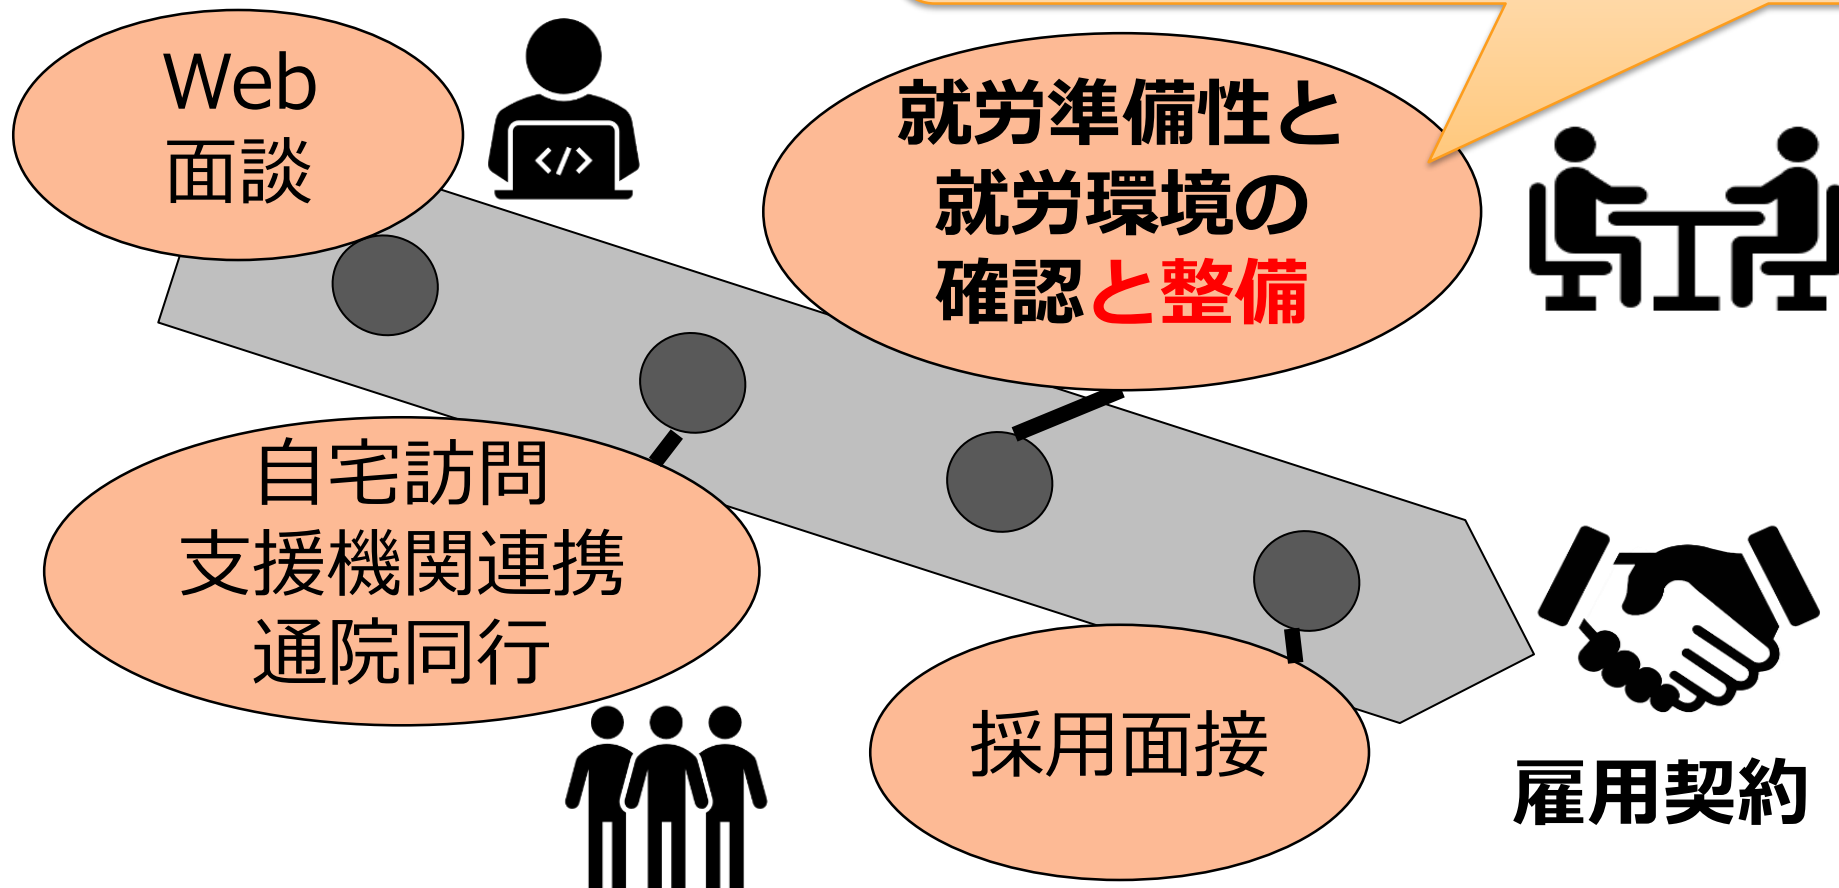 Web
面談
自宅訪問
支援機関連携
通院同行
就労準備性と
就労環境の
確認と整備
採用面接
雇用契約